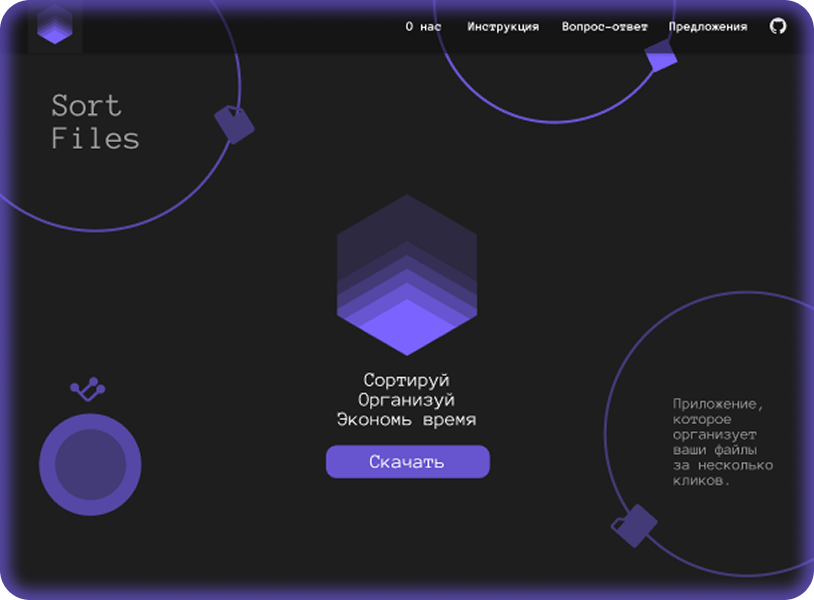 О нас
Инструкция
Вопрос-ответ
Предложения
Sort
Files
Сортируй
Организуй
Экономь время
Скачать
Приложение,
которое
организует
ваши файлы
за несколько
кликов.